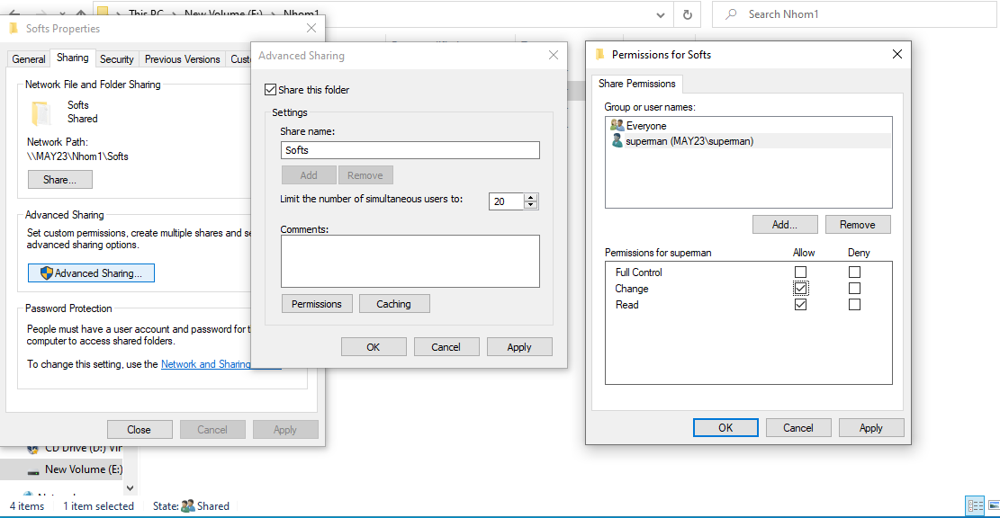 This PC
New Volume (E:)
Nhom1
Search Nhom1
Softs Properties
General
Sharing
Security
Previous Versions
Network File and Folder Sharing
Softs
Shared
Network Path:
\\MAY23\Nhom1\Softs
Share...
Advanced Sharing
Set custom permissions, create multiple shares and
advanced sharing options.
Advanced Sharing...
Password Protection
People must have a user account and password for
computer to access shared folders.
To change this setting, use the Network and Sharing
Close
Cancel
Apply
Advanced Sharing
Share this folder
Settings
Share name:
Softs
Add
Remove
Limit the number of simultaneous users to:
20
Comments:
Permissions
Caching
OK
Cancel
Apply
Permissions for Softs
Share Permissions
Group or user names:
Everyone
superman (MAY23\superman)
Add...
Remove
Permissions for superman
Allow
Deny
Full Control
Change
Read
OK
Cancel
Apply
CD Drive (D:) Vir
New Volume (E:)
4 items
1 item selected
State:
Shared